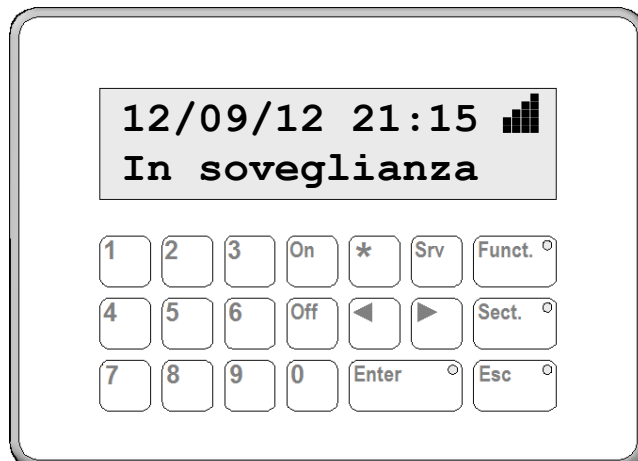 12/09/12 21:15
In soveglianza
1 2 3 On * Srv Funct.
4 5 6 Off ◀ ▶ Sect.
7 8 9 0 Enter Esc